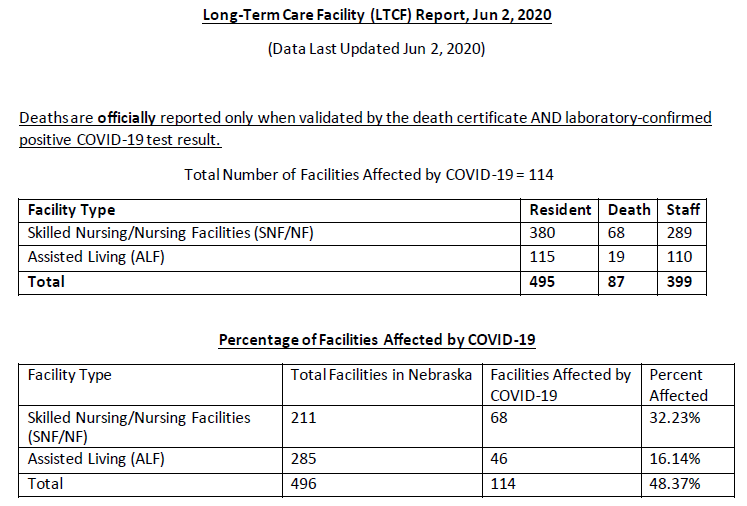 Long-Term Care Facility (LTCF) Report, Jun 2, 2020
(Data Last Updated Jun 2, 2020)
Deaths are officially reported only when validated by the death certificate AND laboratory-confirmed
positive COVID-19 test result.
Total Number of Facilities Affected by COVID-19 = 114
Facility Type Resident Death Staff
Skilled Nursing/Nursing Facilities (SNF/NF) 380 68 289
Assisted Living (ALF) 115 19 110
Total 495 87 399
Percentage of Facilities Affected by COVID-19
Facility Type Total Facilities in Nebraska Facilities Affected by Percent
COVID-19 Affected
Skilled Nursing/Nursing Facilities 211 68 32.23%
(SNF/NF)
Assisted Living (ALF) 285 46 16.14%
Total 496 114 48.37%